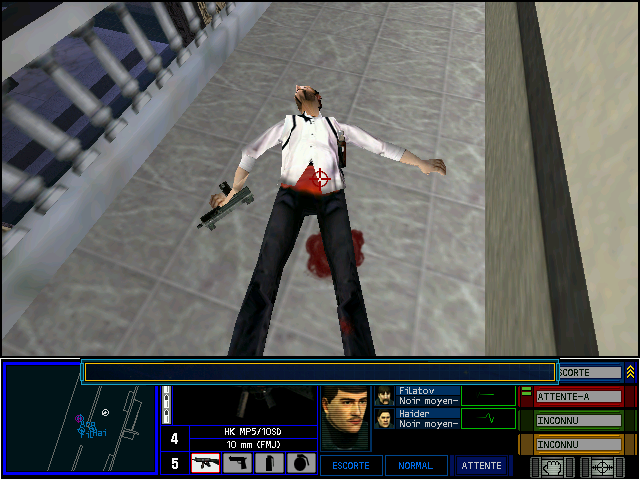 ESCORTE
Filatov
Noir moyen-
ATTENTE-A
Haider
Noir moyen-
INCONNU
4
HK MP5/10SD
10 mm (FMJ)
INCONNU
5
ESCORTE
NORMAL
ATTENTE